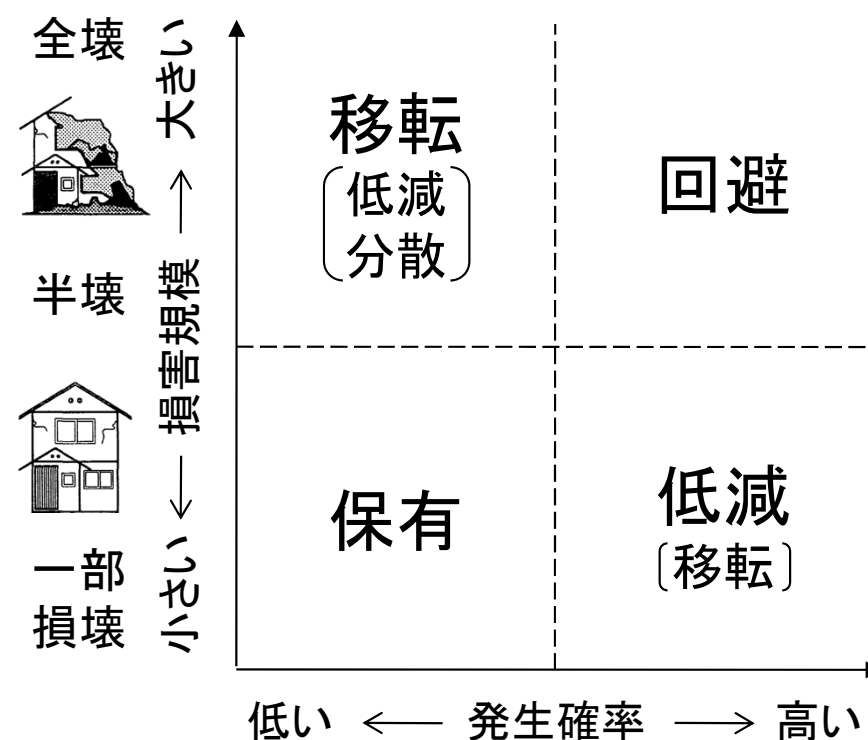 全壊
大きい
移転
低減
分散
回避
半壊
← 損害規模 →
保有
低減
〔移転〕
一部
損壊
小さい
低い ← 発生確率 → 高い